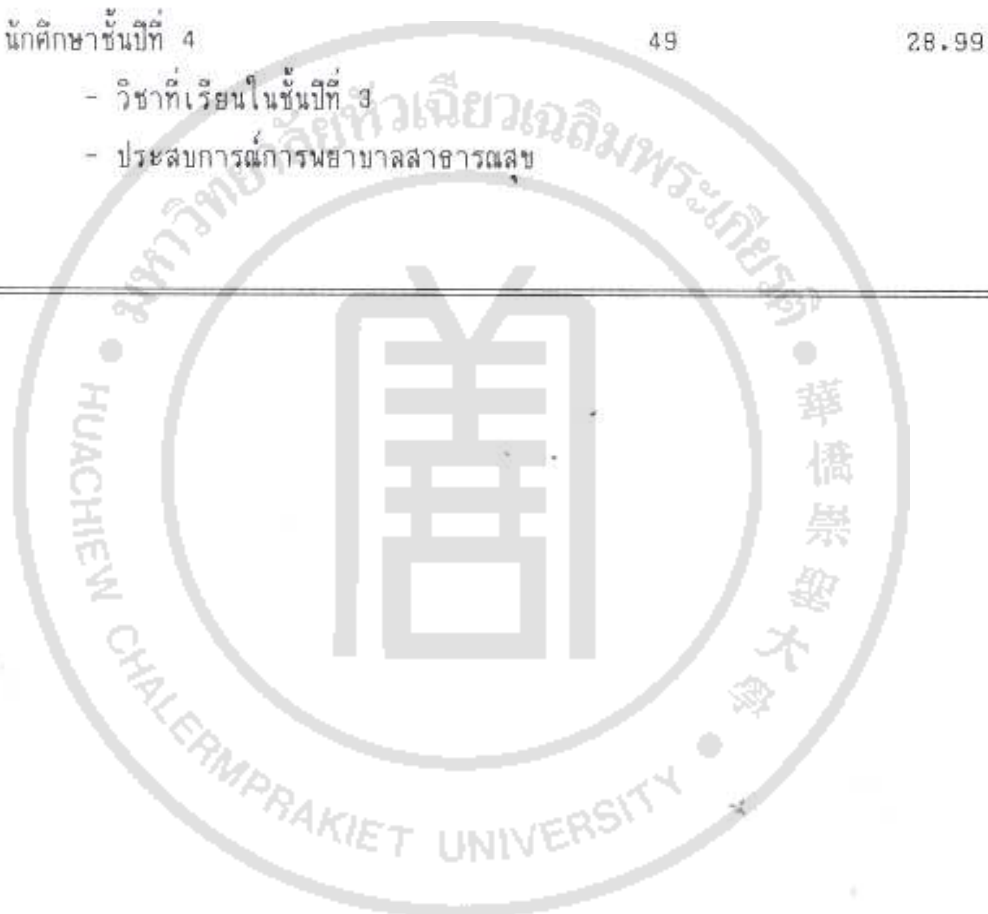 นักศึกษาชั้นปีที่ 4 49 28.99
- วิชาที่เรียนในชั้นปีที่ 3
- ประสบการณ์การพยาบาลสาธารณสุข
มหาวิทยาลัยหัวเฉียวเฉลิมพระเกียรติ
華僑崇聖大學
HUACHIEW CHALERMPRAKIET UNIVERSITY